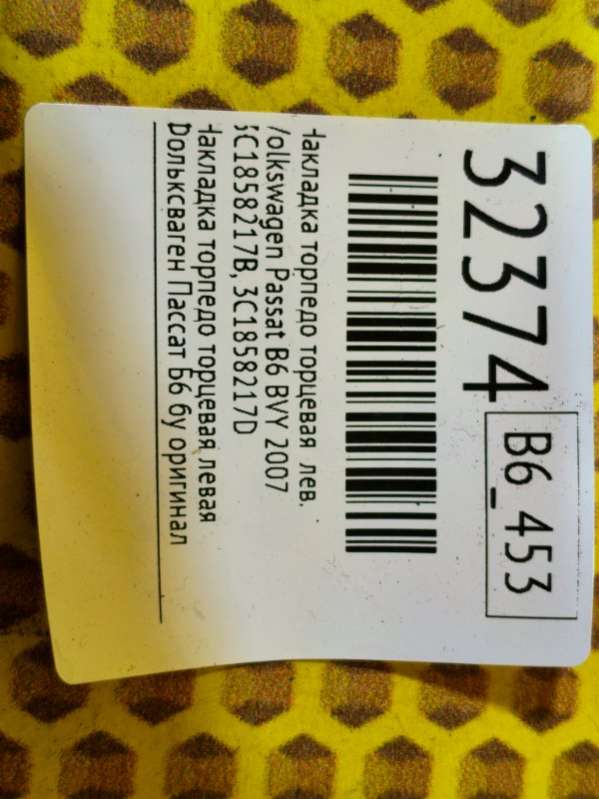 32374 B6_453
Накладка торпедо торцевая лев.
Volkswagen Passat B6 BVY 2007
3C1858217B, 3C1858217D
Накладка торпедо торцевая левая
Вольксваген Пассат Б6 бу оригинал